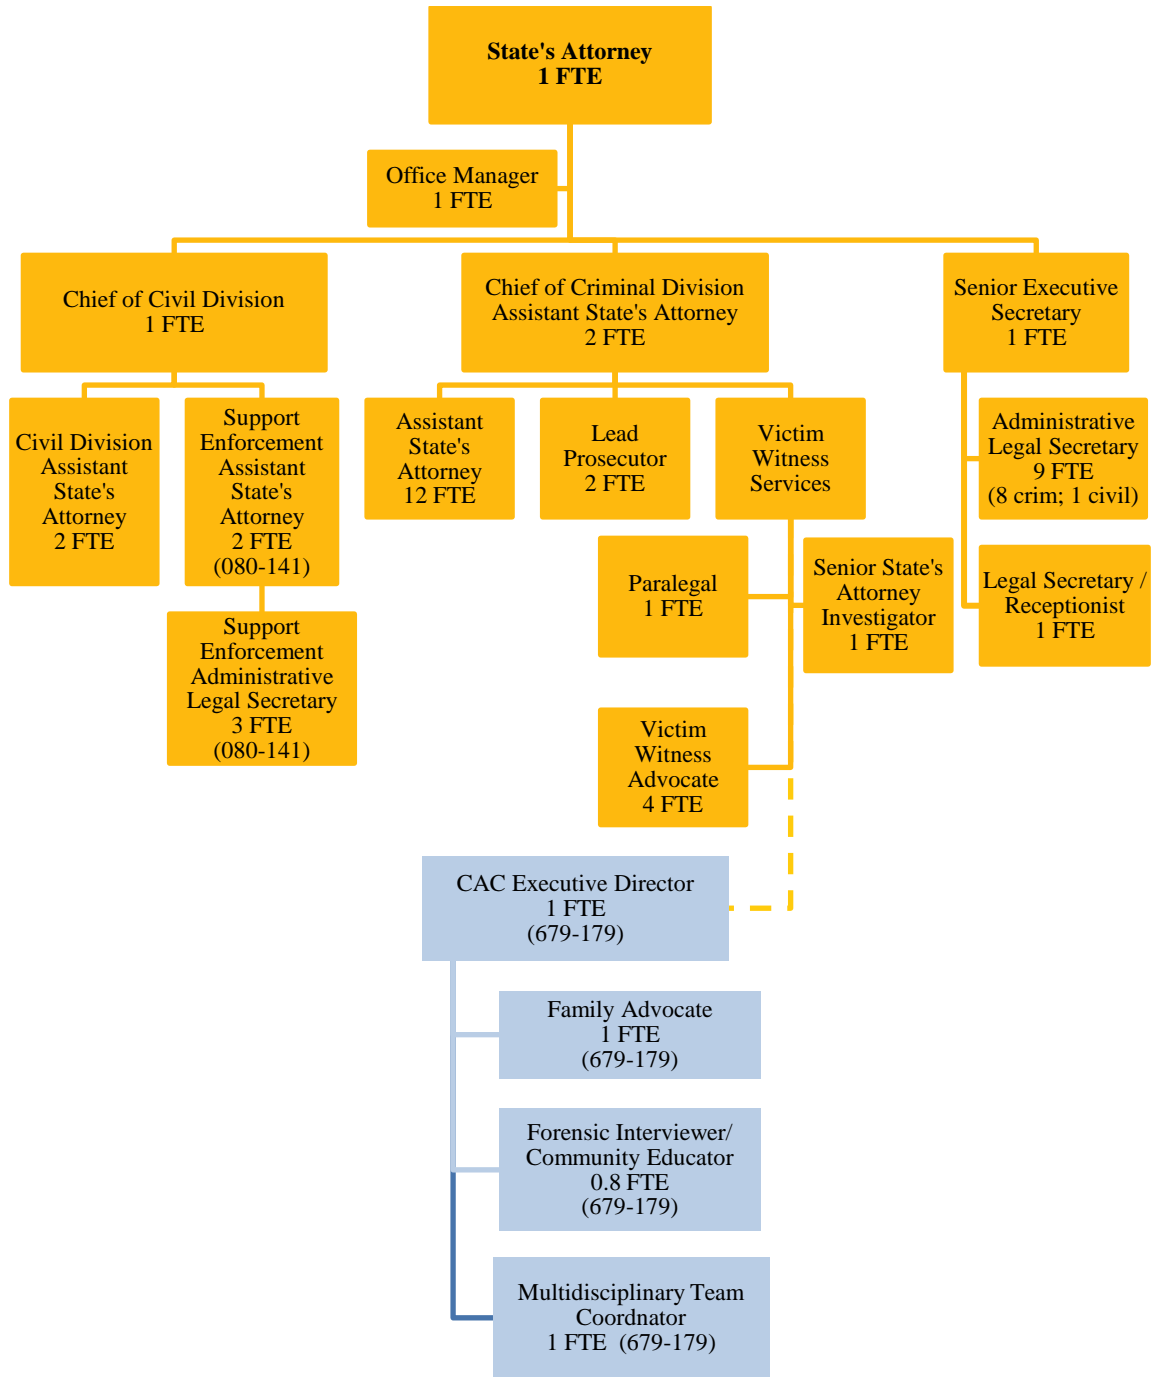 State's Attorney
1 FTE
Office Manager
1 FTE
Chief of Civil Division
1 FTE
Chief of Criminal Division
Assistant State's Attorney
2 FTE
Senior Executive
Secretary
1 FTE
Civil Division
Assistant
State's
Attorney
2 FTE
Support
Enforcement
Assistant
State's
Attorney
2 FTE
(080-141)
Assistant
State's
Attorney
12 FTE
Lead
Prosecutor
2 FTE
Victim
Witness
Services
Administrative
Legal Secretary
9 FTE
(8 crim; 1 civil)
Paralegal
1 FTE
Senior State's
Attorney
Investigator
1 FTE
Legal Secretary /
Receptionist
1 FTE
Support
Enforcement
Administrative
Legal Secretary
3 FTE
(080-141)
Victim
Witness
Advocate
4 FTE
CAC Executive Director
1 FTE
(679-179)
Family Advocate
1 FTE
(679-179)
Forensic Interviewer/
Community Educator
0.8 FTE
(679-179)
Multidisciplinary Team
Coordnator
1 FTE (679-179)